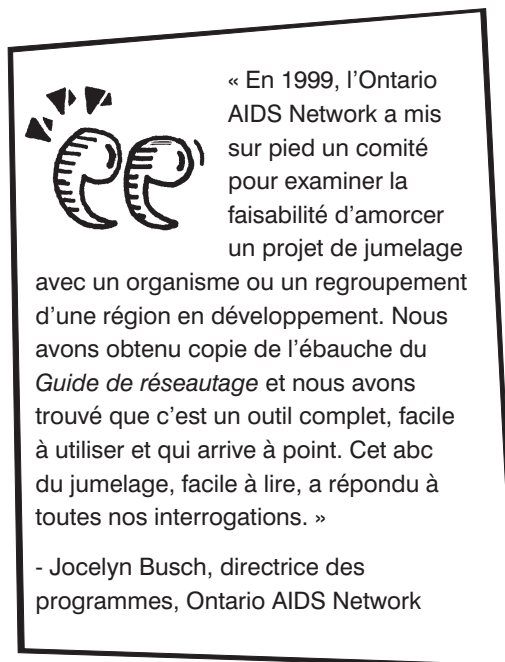 « En 1999, l’Ontario
AIDS Network a mis
sur pied un comité
pour examiner la
faisabilité d’amorcer
un projet de jumelage
avec un organisme ou un regroupement
d’une région en développement. Nous
avons obtenu copie de l’ébauche du
Guide de réseautage et nous avons
trouvé que c’est un outil complet, facile
à utiliser et qui arrive à point. Cet abc
du jumelage, facile à lire, a répondu à
toutes nos interrogations. »
- Jocelyn Busch, directrice des
programmes, Ontario AIDS Network